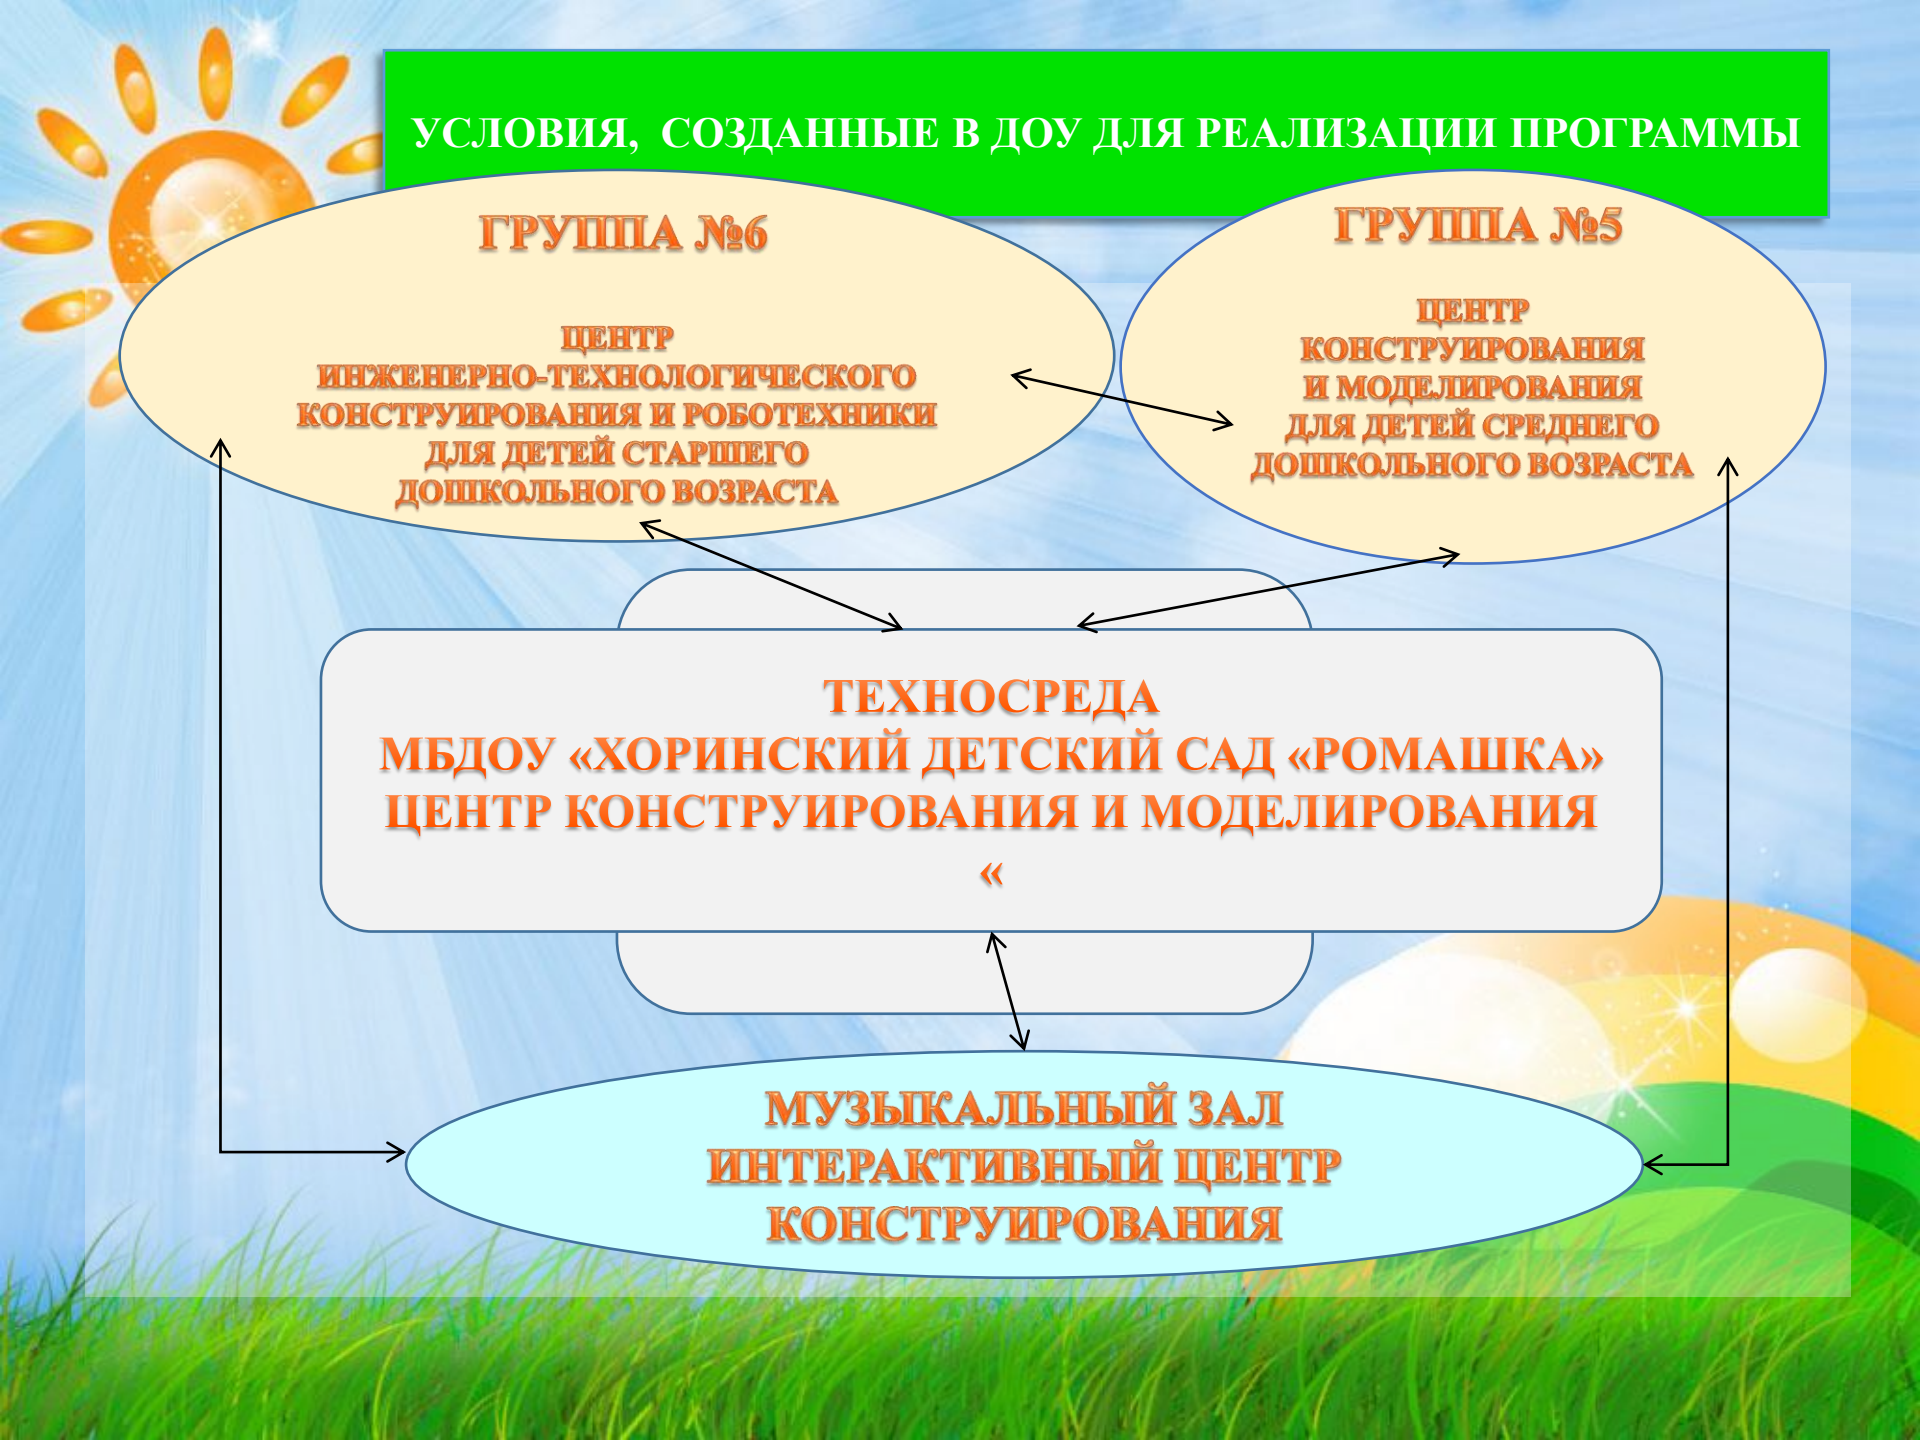 УСЛОВИЯ, СОЗДАННЫЕ В ДОУ ДЛЯ РЕАЛИЗАЦИИ ПРОГРАММЫ
ГРУППА №6
ЦЕНТР
ИНЖЕНЕРНО-ТЕХНОЛОГИЧЕСКОГО
КОНСТРУИРОВАНИЯ И РОБОТЕХНИКИ
ДЛЯ ДЕТЕЙ СТАРШЕГО
ДОШКОЛЬНОГО ВОЗРАСТА
ГРУППА №5
ЦЕНТР
КОНСТРУИРОВАНИЯ
И МОДЕЛИРОВАНИЯ
ДЛЯ ДЕТЕЙ СРЕДНЕГО
ДОШКОЛЬНОГО ВОЗРАСТА
ТЕХНОСРЕДА
МБДОУ «ХОРИНСКИЙ ДЕТСКИЙ САД «РОМАШКА»
ЦЕНТР КОНСТРУИРОВАНИЯ И МОДЕЛИРОВАНИЯ
«
МУЗЫКАЛЬНЫЙ ЗАЛ
ИНТЕРАКТИВНЫЙ ЦЕНТР
КОНСТРУИРОВАНИЯ